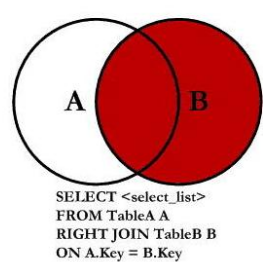 A B
SELECT <select_list>
FROM TableA A
RIGHT JOIN TableB B
ON A.Key = B.Key